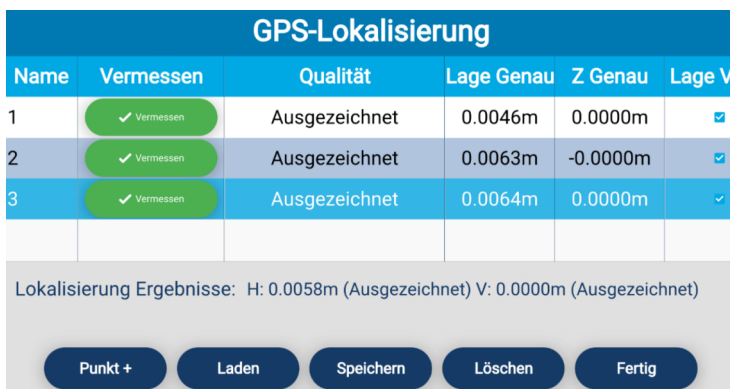 GPS-Lokalisierung
Name Vermessen Qualität Lage Genau Z Genau Lage V
1 Vermessen Ausgezeichnet 0.0046m 0.0000m
2 Vermessen Ausgezeichnet 0.0063m -0.0000m
3 Vermessen Ausgezeichnet 0.0064m 0.0000m
Lokalisierung Ergebnisse: H: 0.0058m (Ausgezeichnet) V: 0.0000m (Ausgezeichnet)
Punkt + Laden Speichern Löschen Fertig